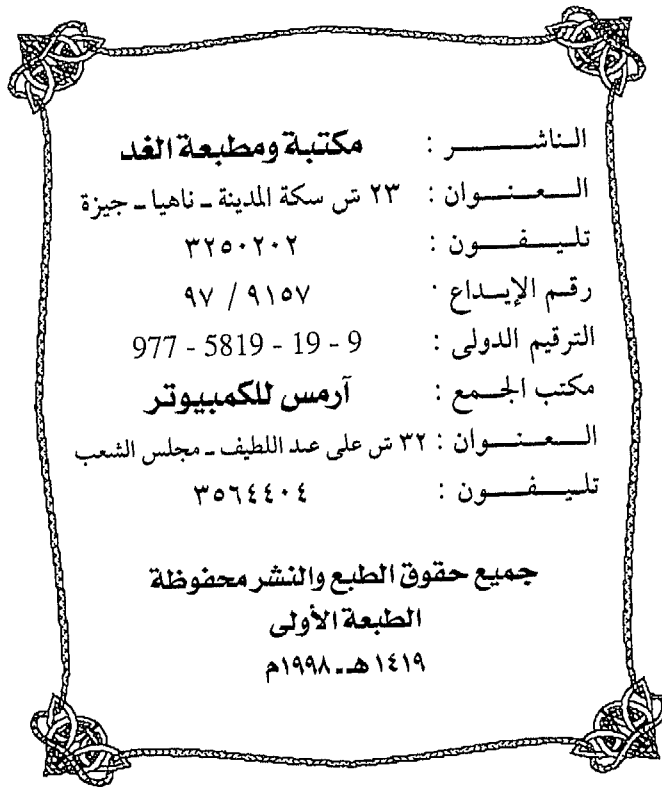 الناشر : مكتبة ومطبعة الغد
العنوان : ٢٣ ش سكة المدينة ـ ناهيا ـ جيزة
تليفون : ٣٢٥٠٢٠٢
رقم الإيداع : ٩١٥٧ / ٩٧
الترقيم الدولى : 977 - 5819 - 19 - 9
مكتب الجمع : آرمس للكمبيوتر
العنوان : ٣٢ ش على عبد اللطيف ـ مجلس الشعب
تليفون : ٣٥٦٤٤٠٤
جميع حقوق الطبع والنشر محفوظة
الطبعة الأولى
١٤١٩ هـ ـ ١٩٩٨م